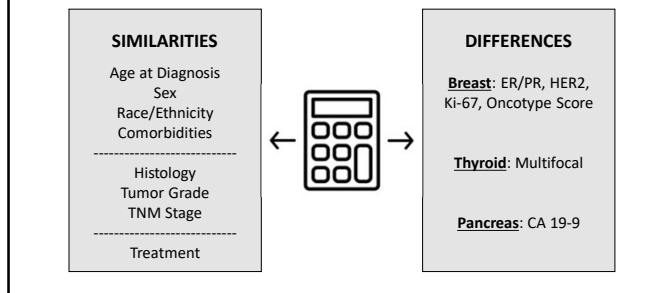 SIMILARITIES
Age at Diagnosis
Sex
Race/Ethnicity
Comorbidities
----------------------------
Histology
Tumor Grade
TNM Stage
----------------------------
Treatment
DIFFERENCES
Breast: ER/PR, HER2,
Ki-67, Oncotype Score
Thyroid: Multifocal
Pancreas: CA 19-9